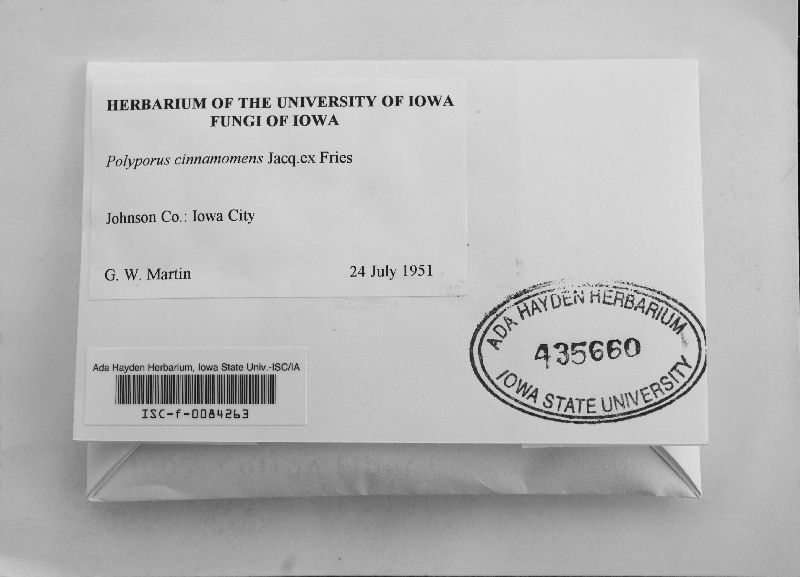 HERBARIUM OF THE UNIVERSITY OF IOWA
FUNGI OF IOWA
Polyporus cinnamomens Jacq.ex Fries
Johnson Co.: Iowa City
G. W. Martin 24 July 1951
Ada Hayden Herbarium, Iowa State Univ.-ISC/IA
ISC-f-0084263
ADA HAYDEN HERBARIUM
435660
IOWA STATE UNIVERSITY